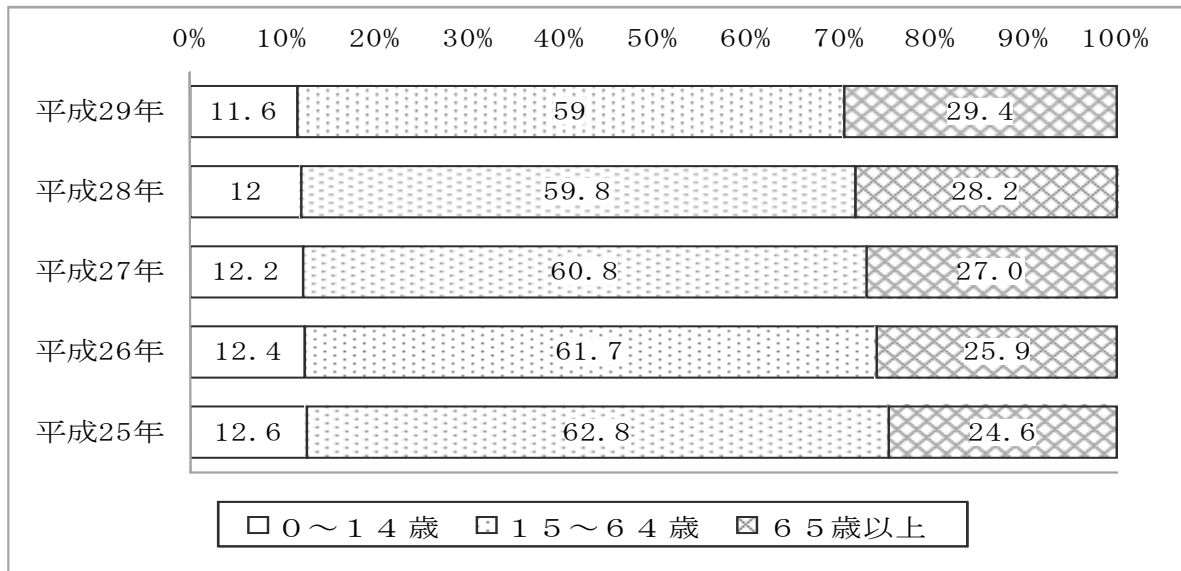 0% 10% 20% 30% 40% 50% 60% 70% 80% 90% 100%
平成29年 11.6 59 29.4
平成28年 12 59.8 28.2
平成27年 12.2 60.8 27.0
平成26年 12.4 61.7 25.9
平成25年 12.6 62.8 24.6
０～１４歳 １５～６４歳 ６５歳以上